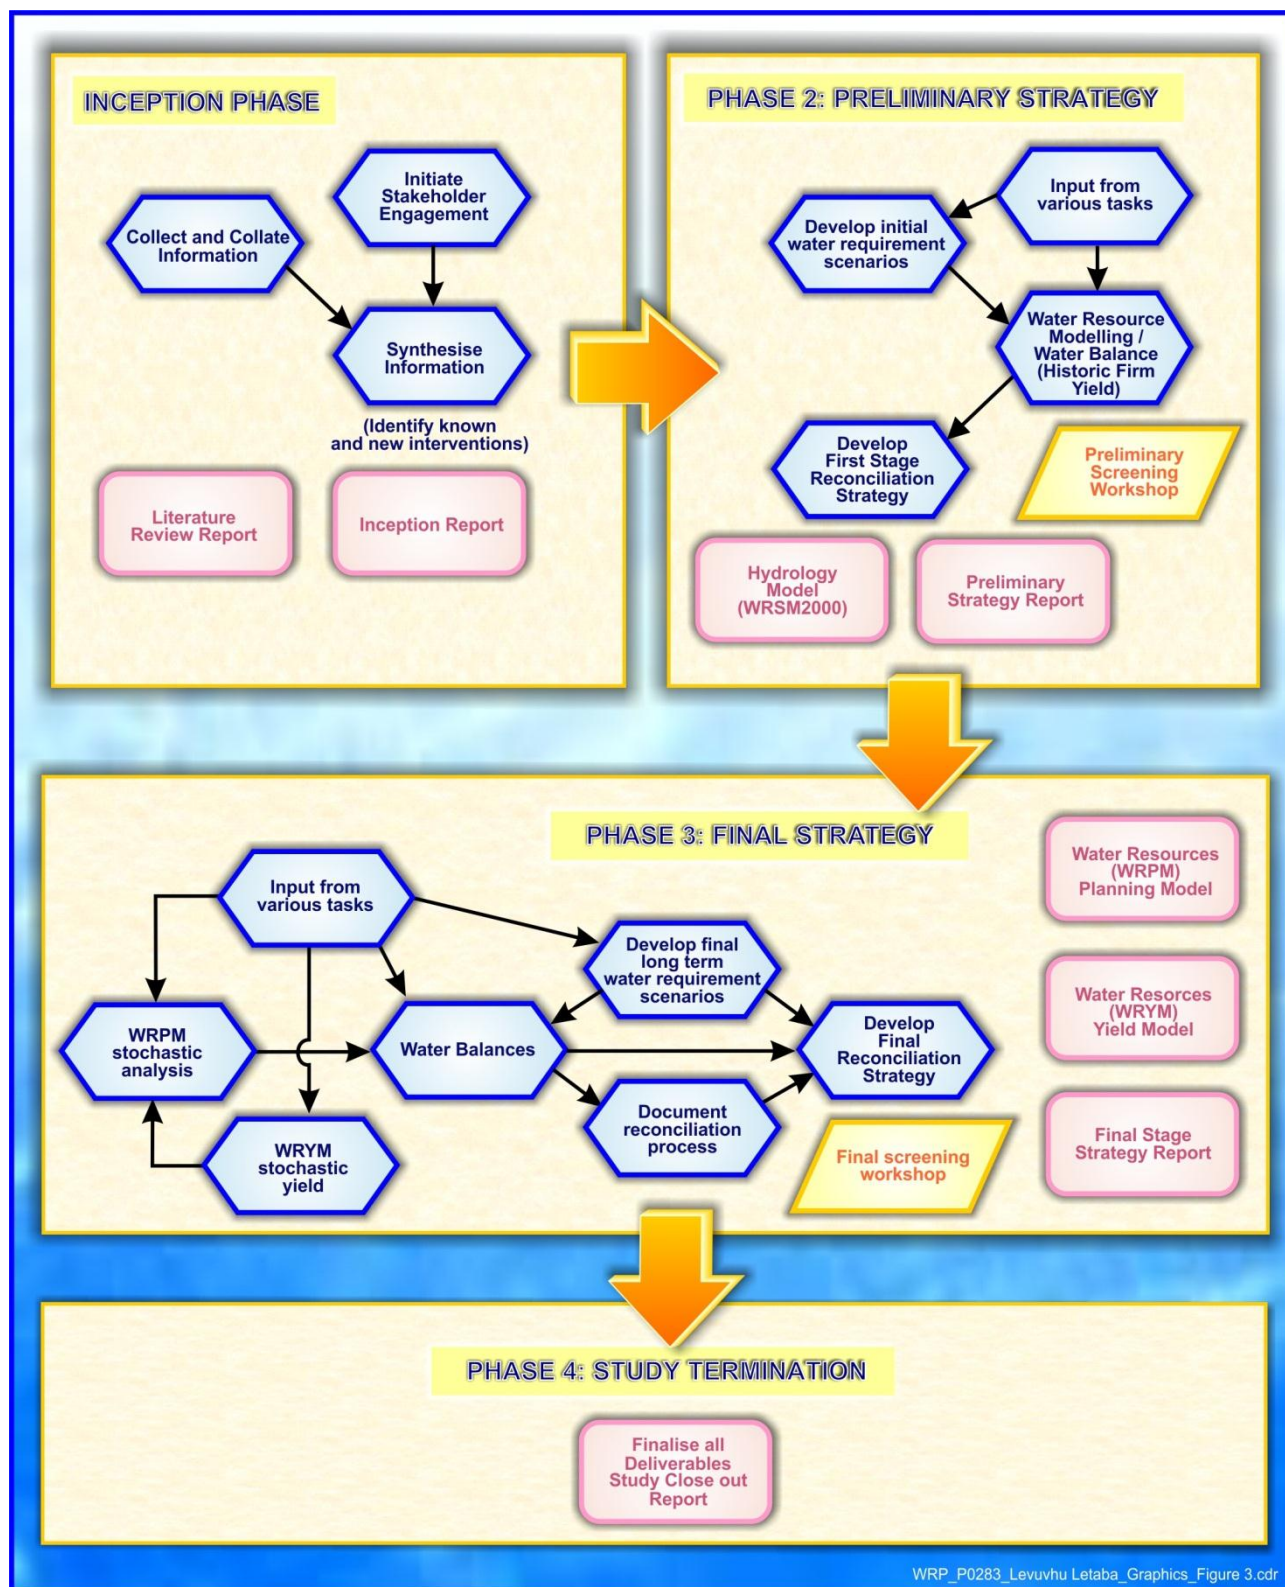 INCEPTION PHASE
Initiate
Stakeholder
Engagement
Collect and Collate
Information
Synthesise
Information
(Identify known
and new interventions)
Literature
Review Report
Inception Report
PHASE 2: PRELIMINARY STRATEGY
Input from
various tasks
Develop initial
water requirement
scenarios
Water Resource
Modelling /
Water Balance
(Historic Firm
Yield)
Develop
First Stage
Reconciliation
Strategy
Preliminary
Screening
Workshop
Hydrology
Model
(WRSM2000)
Preliminary
Strategy Report
PHASE 3: FINAL STRATEGY
Input from
various tasks
Develop final
long term
water requirement
scenarios
WRPM
stochastic
analysis
Water Balances
Develop
Final
Reconciliation
Strategy
Document
reconciliation
process
WRYM
stochastic
yield
Final screening
workshop
Water Resources
(WRPM)
Planning Model
Water Resorces
(WRYM)
Yield Model
Final Stage
Strategy Report
PHASE 4: STUDY TERMINATION
Finalise all
Deliverables
Study Close out
Report
WRP_P0283_Levuvhu Letaba_Graphics_Figure 3.cdr